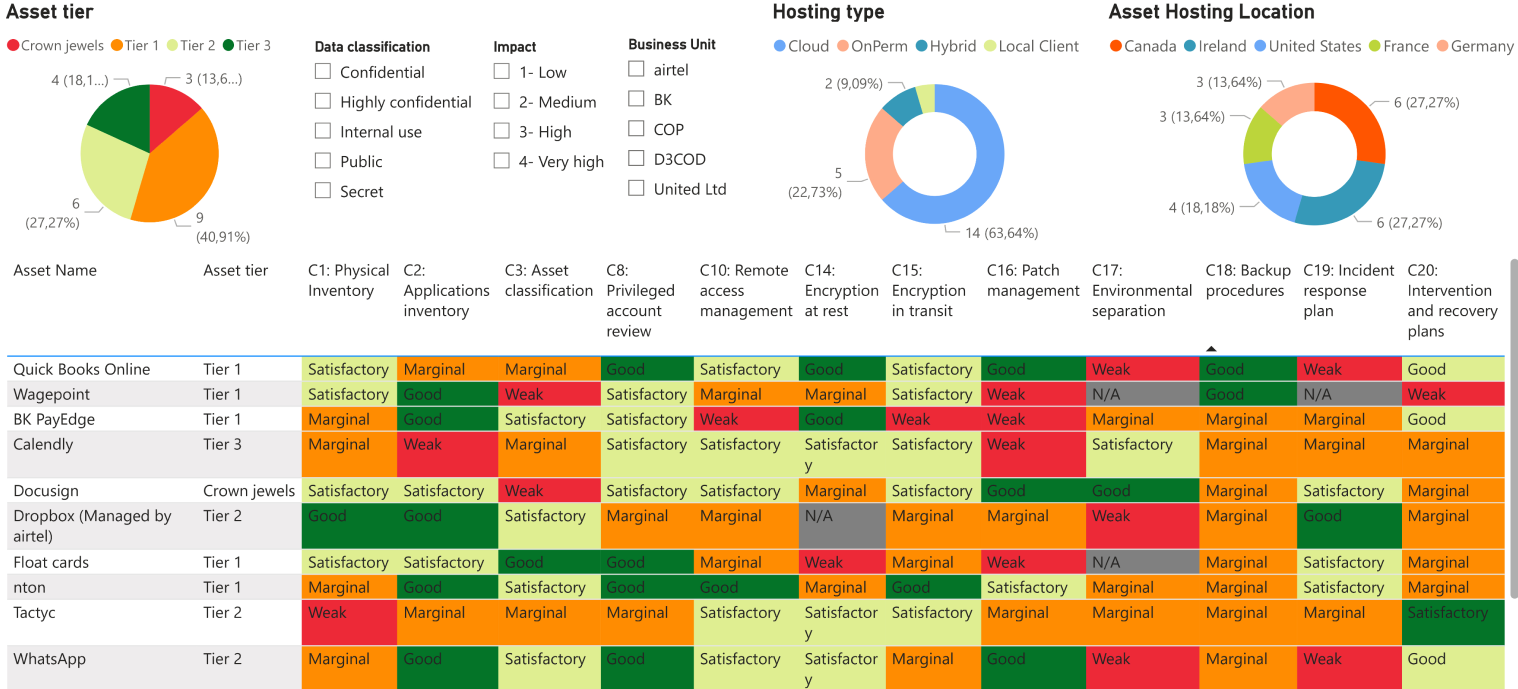 Asset tier
Crown jewels Tier 1 Tier 2 Tier 3
4 (18,1...)
3 (13,6...)
6
(27,27%)
9
(40,91%)
Data classification
Confidential
Highly confidential
Internal use
Public
Secret
Impact
1- Low
2- Medium
3- High
4- Very high
Business Unit
airtel
BK
COP
D3COD
United Ltd
Hosting type
Cloud OnPerm Hybrid Local Client
2 (9,09%)
5
(22,73%)
14 (63,64%)
Asset Hosting Location
Canada Ireland United States France Germany
3 (13,64%)
6 (27,27%)
3 (13,64%)
4 (18,18%)
6 (27,27%)
Asset Name
Asset tier
C1: Physical
Inventory
C2:
Applications
inventory
C3: Asset
classification
C8:
Privileged
account
review
C10: Remote
access
management
C14:
Encryption
at rest
C15:
Encryption
in transit
C16: Patch
management
C17:
Environmental
separation
C18: Backup
procedures
C19: Incident
response
plan
C20:
Intervention
and recovery
plans
Quick Books Online Tier 1 Satisfactory Marginal Marginal Good Satisfactory Good Satisfactory Good Weak Good Weak Good
Wagepoint Tier 1 Satisfactory Good Weak Satisfactory Marginal Marginal Satisfactory Weak N/A Good N/A Weak
BK PayEdge Tier 1 Marginal Good Satisfactory Satisfactory Weak Good Weak Weak Marginal Marginal Marginal Good
Calendly Tier 3 Marginal Weak Marginal Satisfactory Satisfactory Satisfactor Satisfactory Weak Satisfactory Marginal Marginal Marginal
y
Docusign Crown jewels Satisfactory Satisfactory Weak Satisfactory Satisfactory Marginal Satisfactory Good Good Marginal Satisfactory Marginal
Dropbox (Managed by Tier 2 Good Good Satisfactory Marginal Marginal N/A Marginal Marginal Weak Marginal Good Marginal
airtel)
Float cards Tier 1 Satisfactory Satisfactory Good Good Marginal Weak Marginal Weak N/A Marginal Satisfactory Marginal
nton Tier 1 Marginal Good Satisfactory Good Good Marginal Good Satisfactory Marginal Marginal Satisfactory Marginal
Tactyc Tier 2 Weak Marginal Marginal Marginal Satisfactory Satisfactor Satisfactory Marginal Marginal Marginal Marginal Satisfactory
y
WhatsApp Tier 2 Marginal Good Satisfactory Good Satisfactory Satisfactor Marginal Good Weak Marginal Weak Good
y